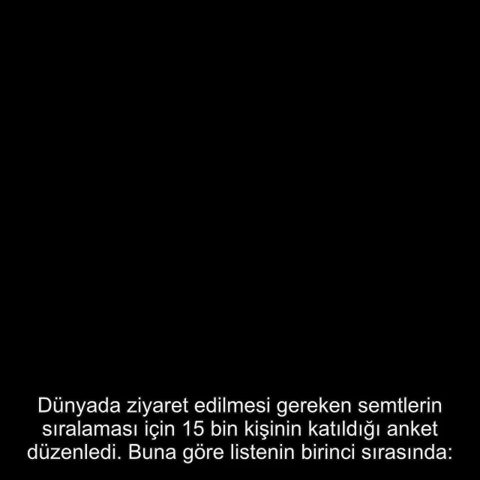 Dünyada ziyaret edilmesi gereken semtlerin
sıralaması için 15 bin kişinin katıldığı anket
düzenledi. Buna göre listenin birinci sırasında: